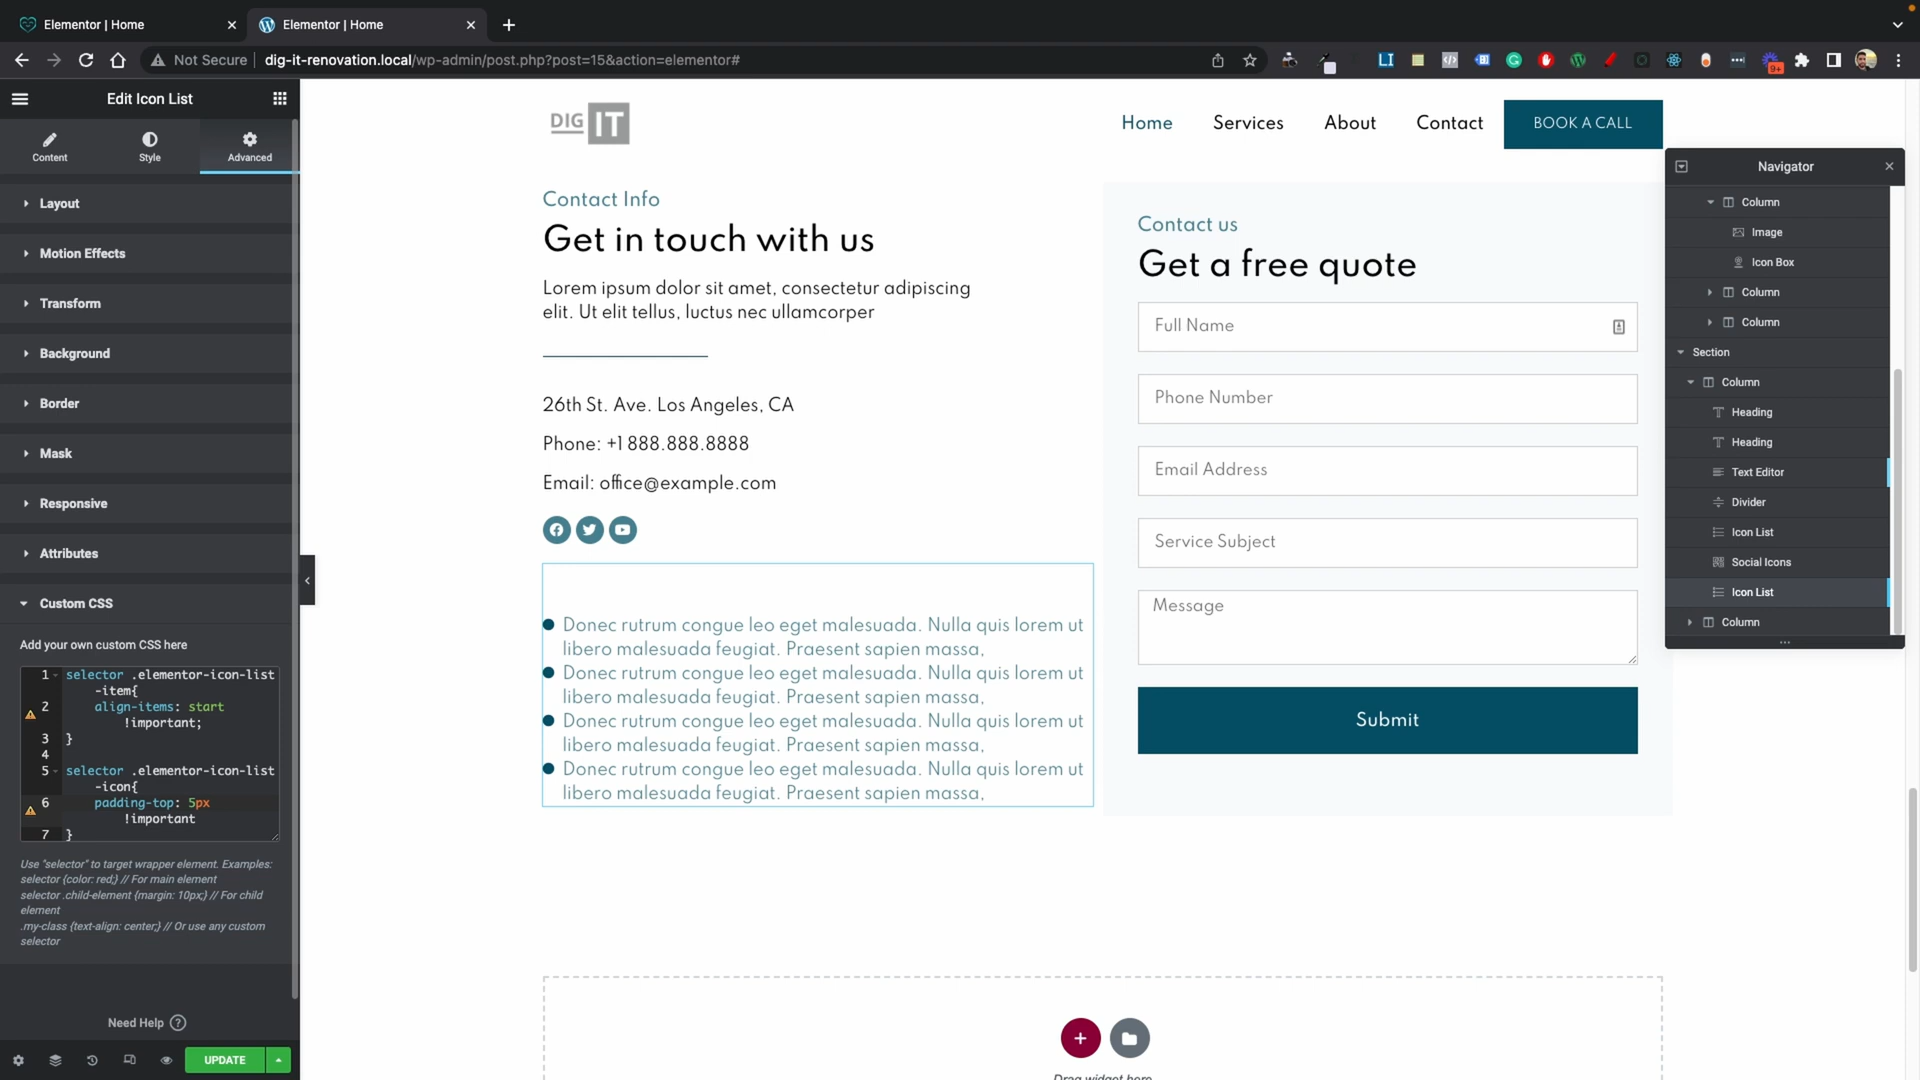 Elementor | Home
Elementor | Home
Not Secure
dig-it-renovation.local/wp-admin/post.php?post=15&action=elementor#
9+
Edit Icon List
Content
Style
Advanced
Layout
Motion Effects
Transform
Background
Border
Mask
Responsive
Attributes
Custom CSS
Add your own custom CSS here
1 selector .elementor-icon-list
-item{
2 align-items: start
!important;
3 }
4
5 selector .elementor-icon-list
-icon{
6 padding-top: 5px
!important
7 }
Use "selector" to target wrapper element. Examples:
selector {color: red;} // For main element
selector .child-element {margin: 10px;} // For child
element
.my-class {text-align: center;} // Or use any custom
selector
Need Help ?
UPDATE
DIG IT
Home
Services
About
Contact
BOOK A CALL
Contact Info
Get in touch with us
Lorem ipsum dolor sit amet, consectetur adipiscing
elit. Ut elit tellus, luctus nec ullamcorper
26th St. Ave. Los Angeles, CA
Phone: +1 888.888.8888
Email: office@example.com
Donec rutrum congue leo eget malesuada. Nulla quis lorem ut
libero malesuada feugiat. Praesent sapien massa,
Donec rutrum congue leo eget malesuada. Nulla quis lorem ut
libero malesuada feugiat. Praesent sapien massa,
Donec rutrum congue leo eget malesuada. Nulla quis lorem ut
libero malesuada feugiat. Praesent sapien massa,
Donec rutrum congue leo eget malesuada. Nulla quis lorem ut
libero malesuada feugiat. Praesent sapien massa,
Contact us
Get a free quote
Full Name
Phone Number
Email Address
Service Subject
Message
Submit
Drag widget here
Navigator
Column
Image
Icon Box
Column
Column
Section
Column
Heading
Heading
Text Editor
Divider
Icon List
Social Icons
Icon List
Column